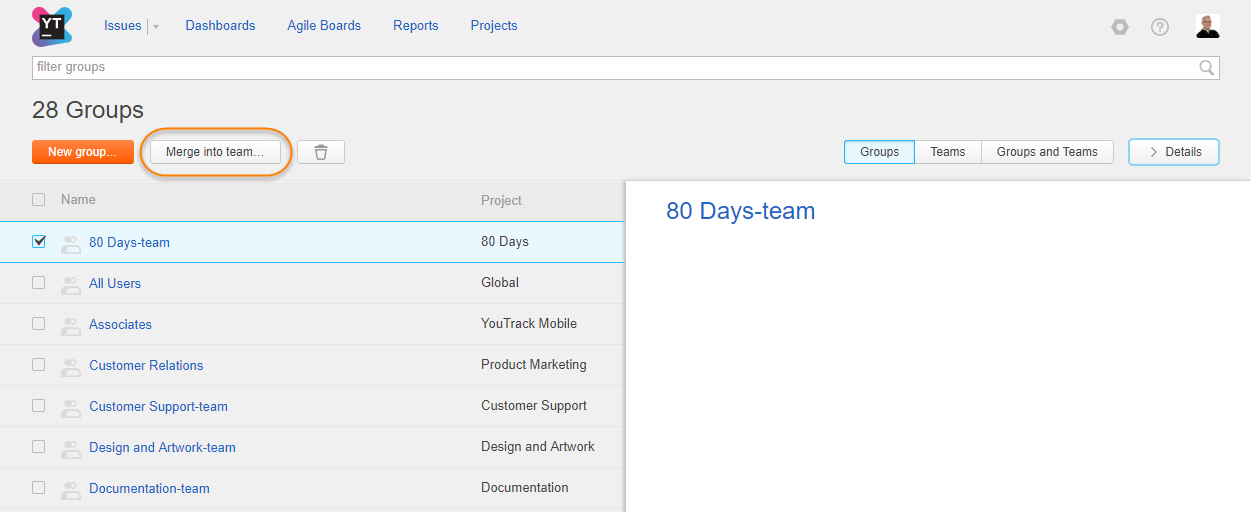 YT Issues Dashboards Agile Boards Reports Projects
filter groups
28 Groups
New group... Merge into team... Groups Teams Groups and Teams Details
Name Project
80 Days-team
80 Days-team 80 Days
All Users Global
Associates YouTrack Mobile
Customer Relations Product Marketing
Customer Support-team Customer Support
Design and Artwork-team Design and Artwork
Documentation-team Documentation